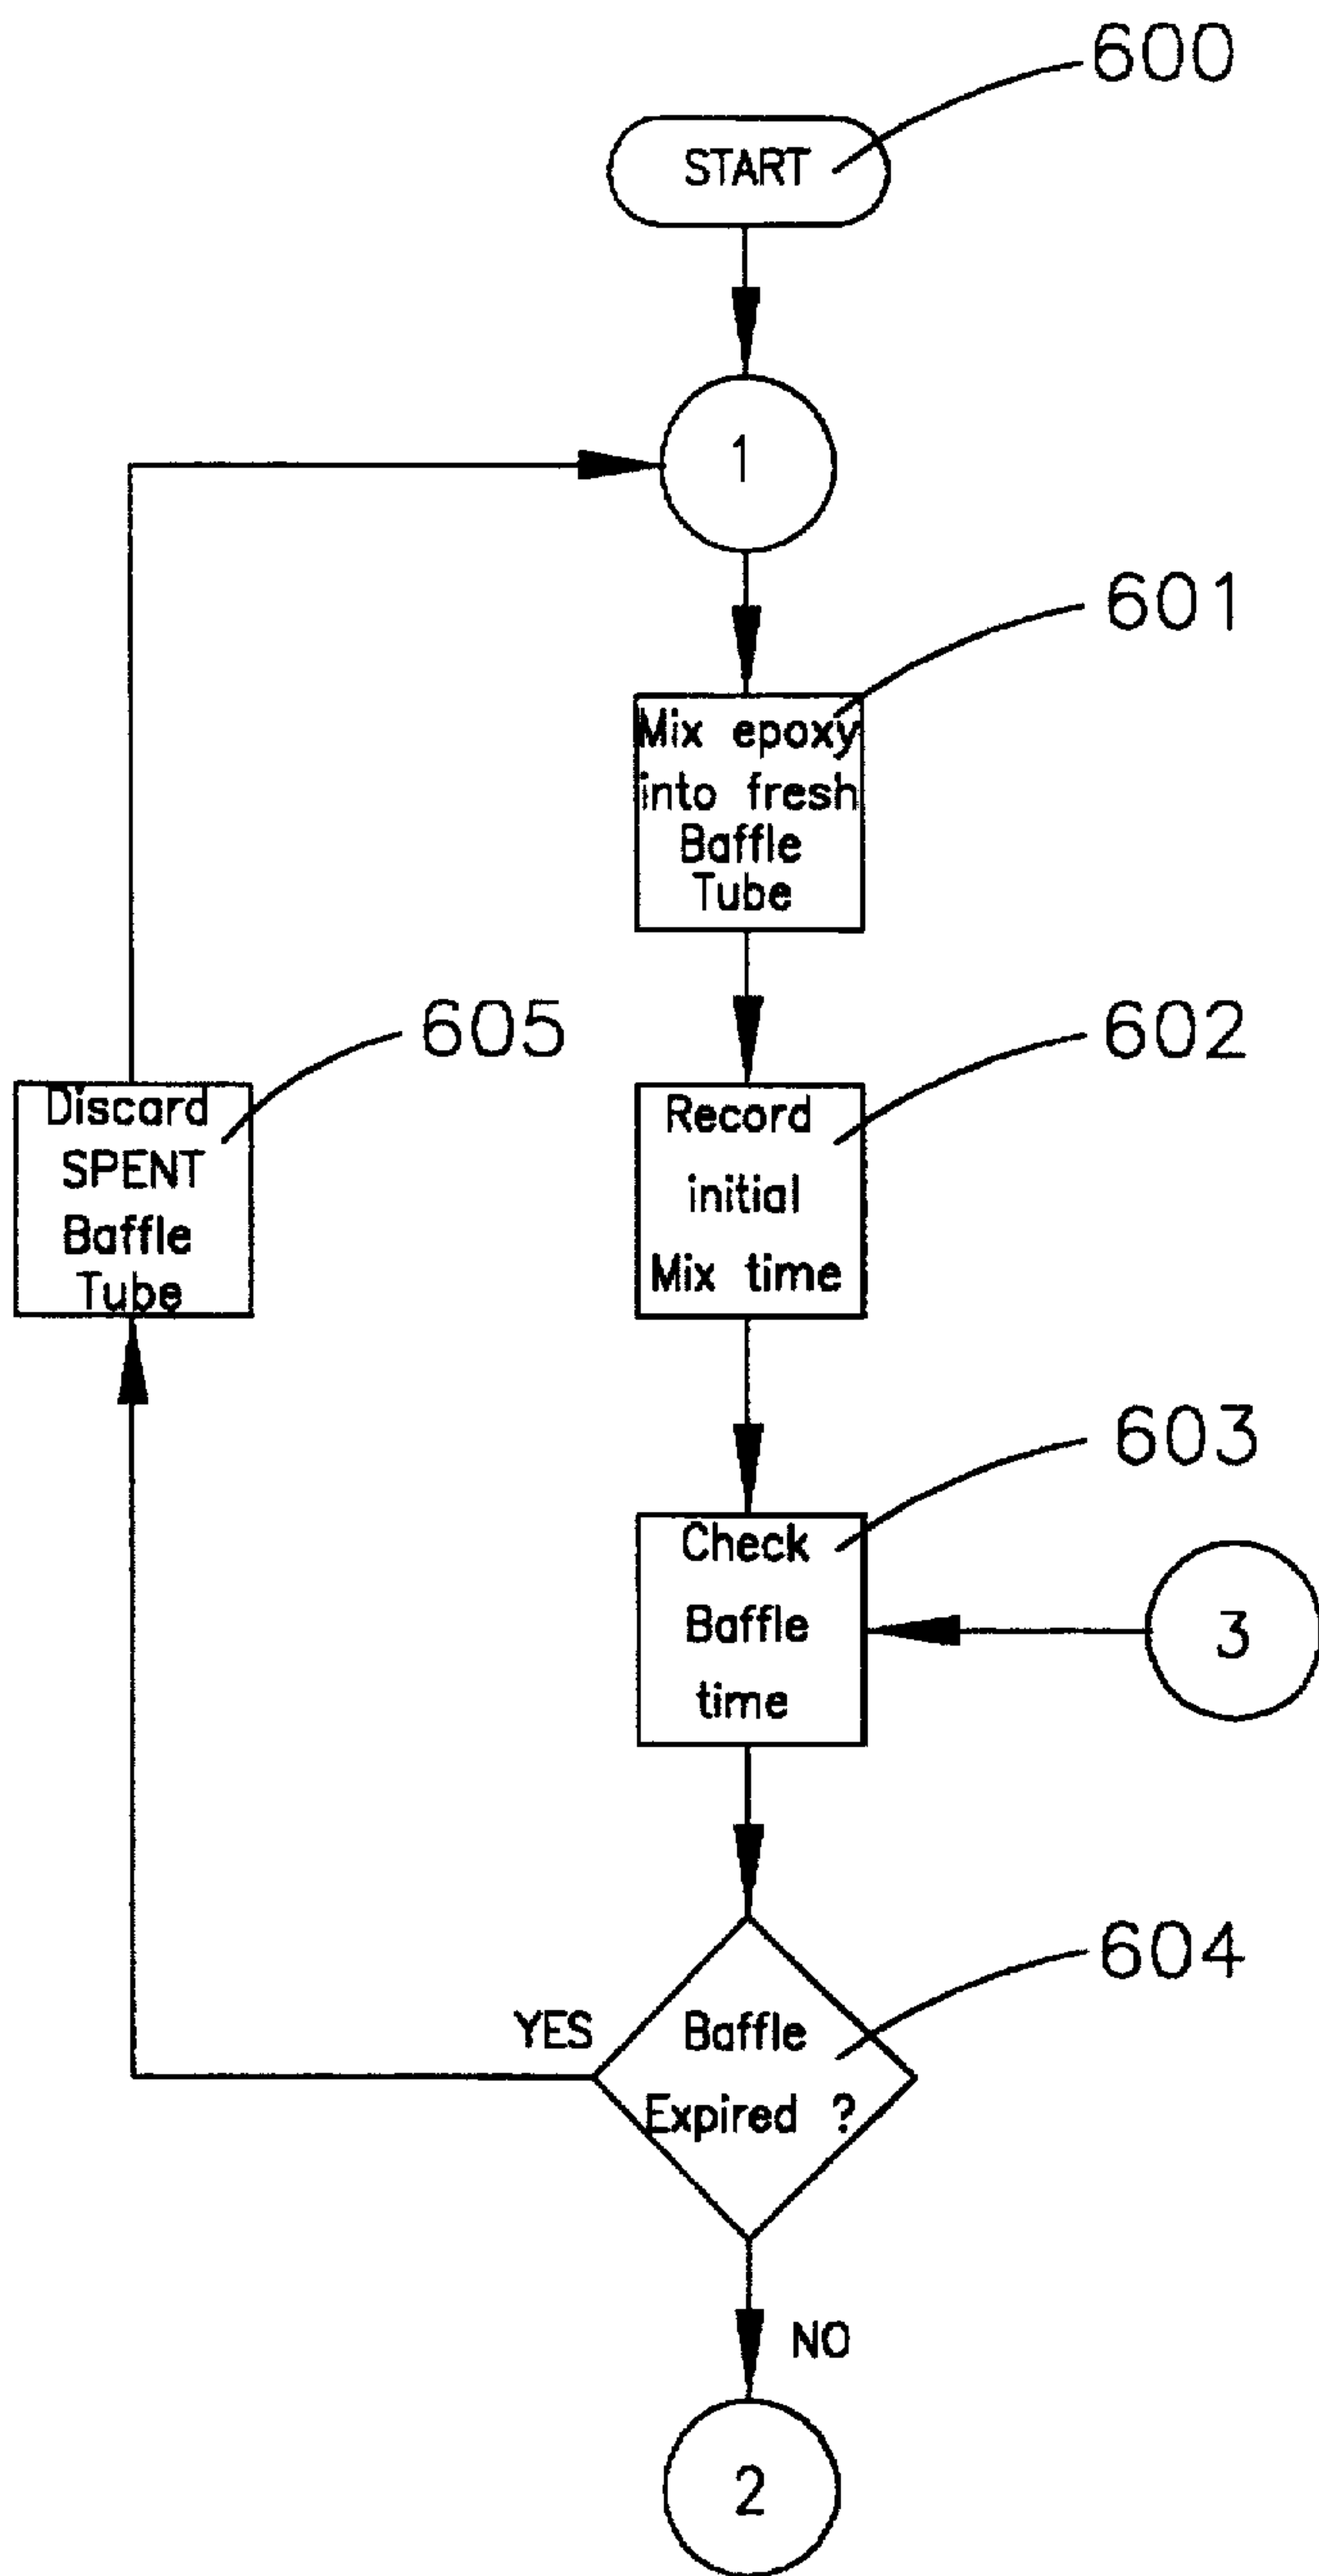 600
START
1
601
Mix epoxy
into fresh
Baffle
Tube
605
602
Discard
SPENT
Baffle
Tube
Record
initial
Mix time
603
Check
Baffle
time
3
604
YES
Baffle
Expired ?
NO
2